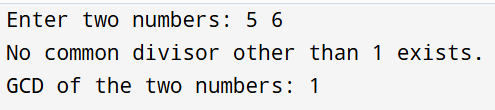 Enter two numbers: 5 6
No common divisor other than 1 exists.
GCD of the two numbers: 1